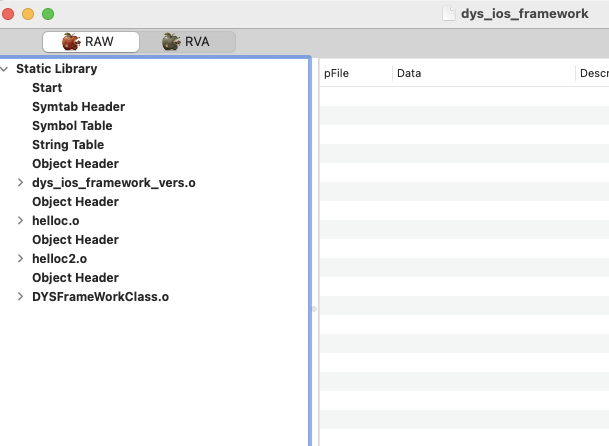 dys_ios_framework
RAW RVA
Static Library
pFile Data Descr
Start
Symtab Header
Symbol Table
String Table
Object Header
dys_ios_framework_vers.o
Object Header
helloc.o
Object Header
helloc2.o
Object Header
DYSFrameWorkClass.o